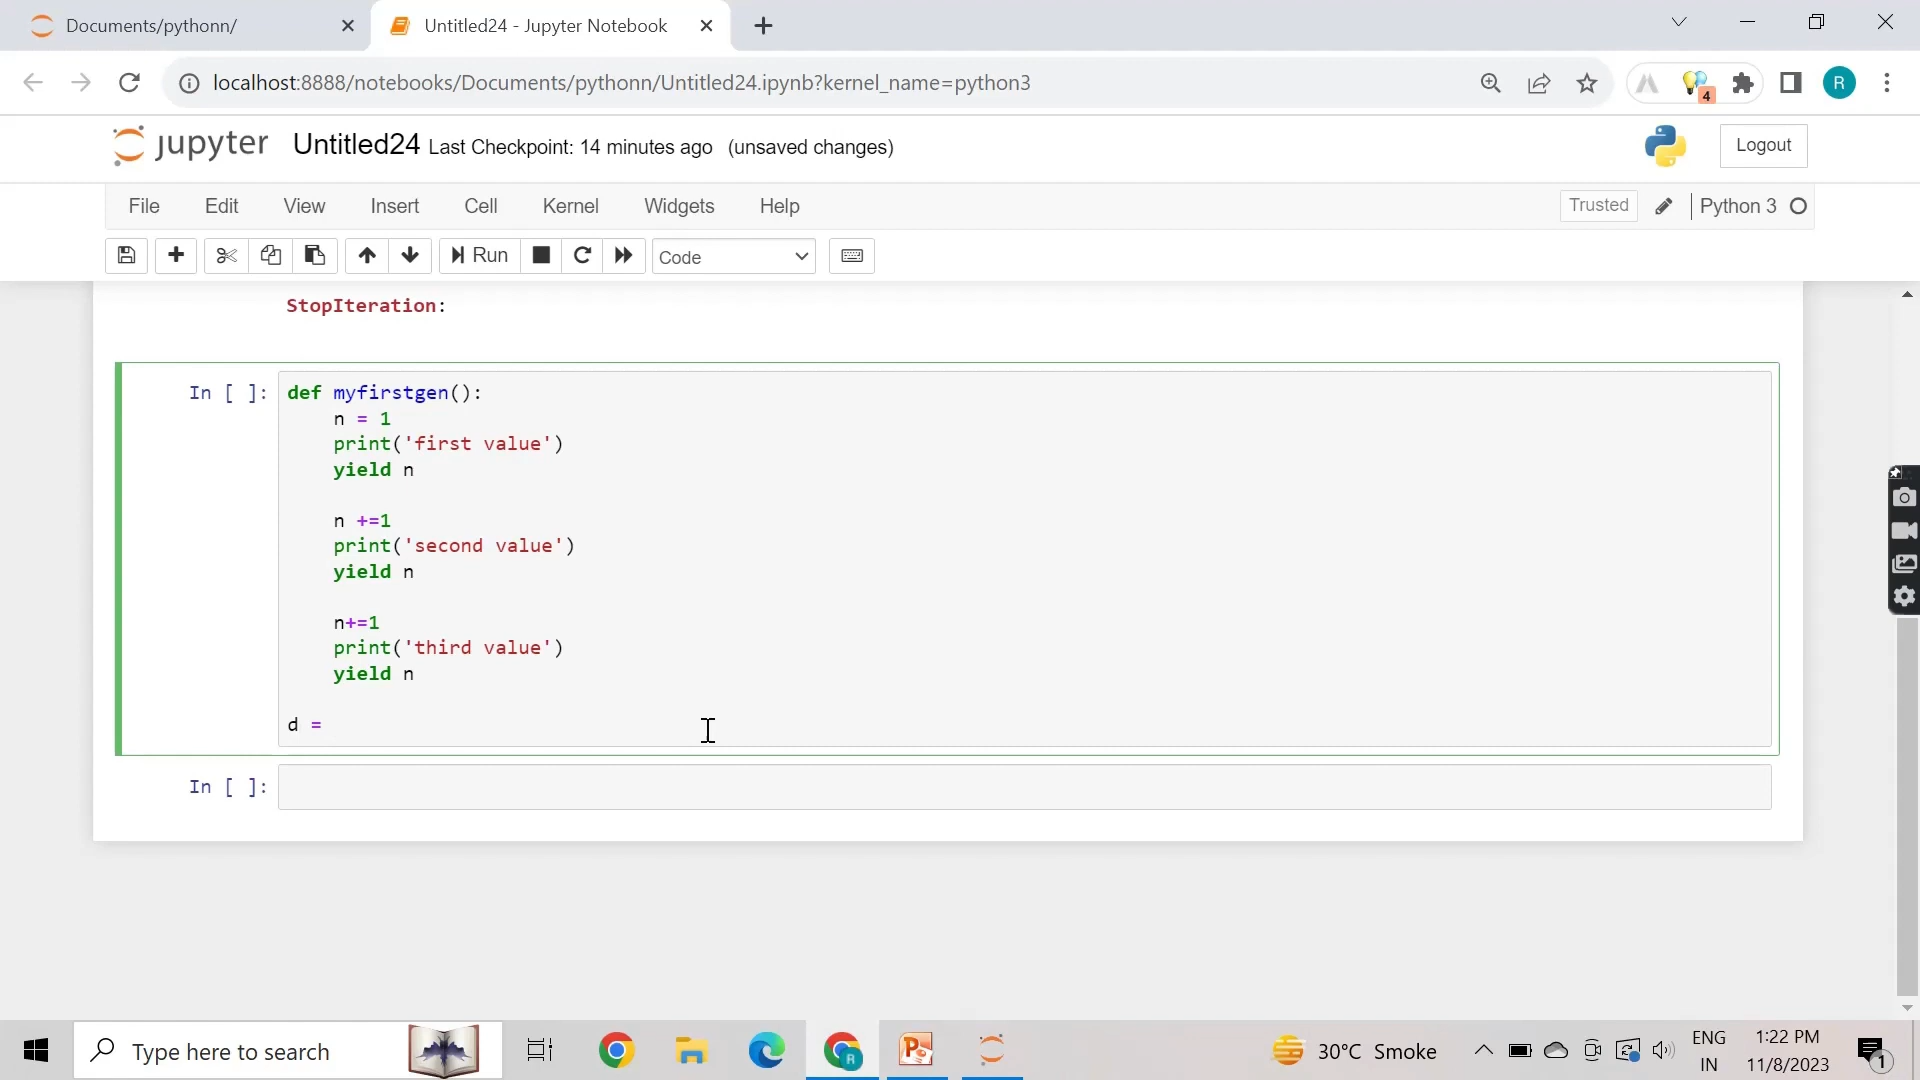 Documents/pythonn/
Untitled24 - Jupyter Notebook
localhost:8888/notebooks/Documents/pythonn/Untitled24.ipynb?kernel_name=python3
4
R
jupyter Untitled24 Last Checkpoint: 14 minutes ago (unsaved changes)
Logout
File Edit View Insert Cell Kernel Widgets Help
Trusted
Python 3
Run
Code
StopIteration:
In [ ]:
def myfirstgen():
    n = 1
    print('first value')
    yield n
    n +=1
    print('second value')
    yield n
    n+=1
    print('third value')
    yield n
d =
In [ ]:
Type here to search
R
30°C Smoke
ENG
IN
1:22 PM
11/8/2023
1